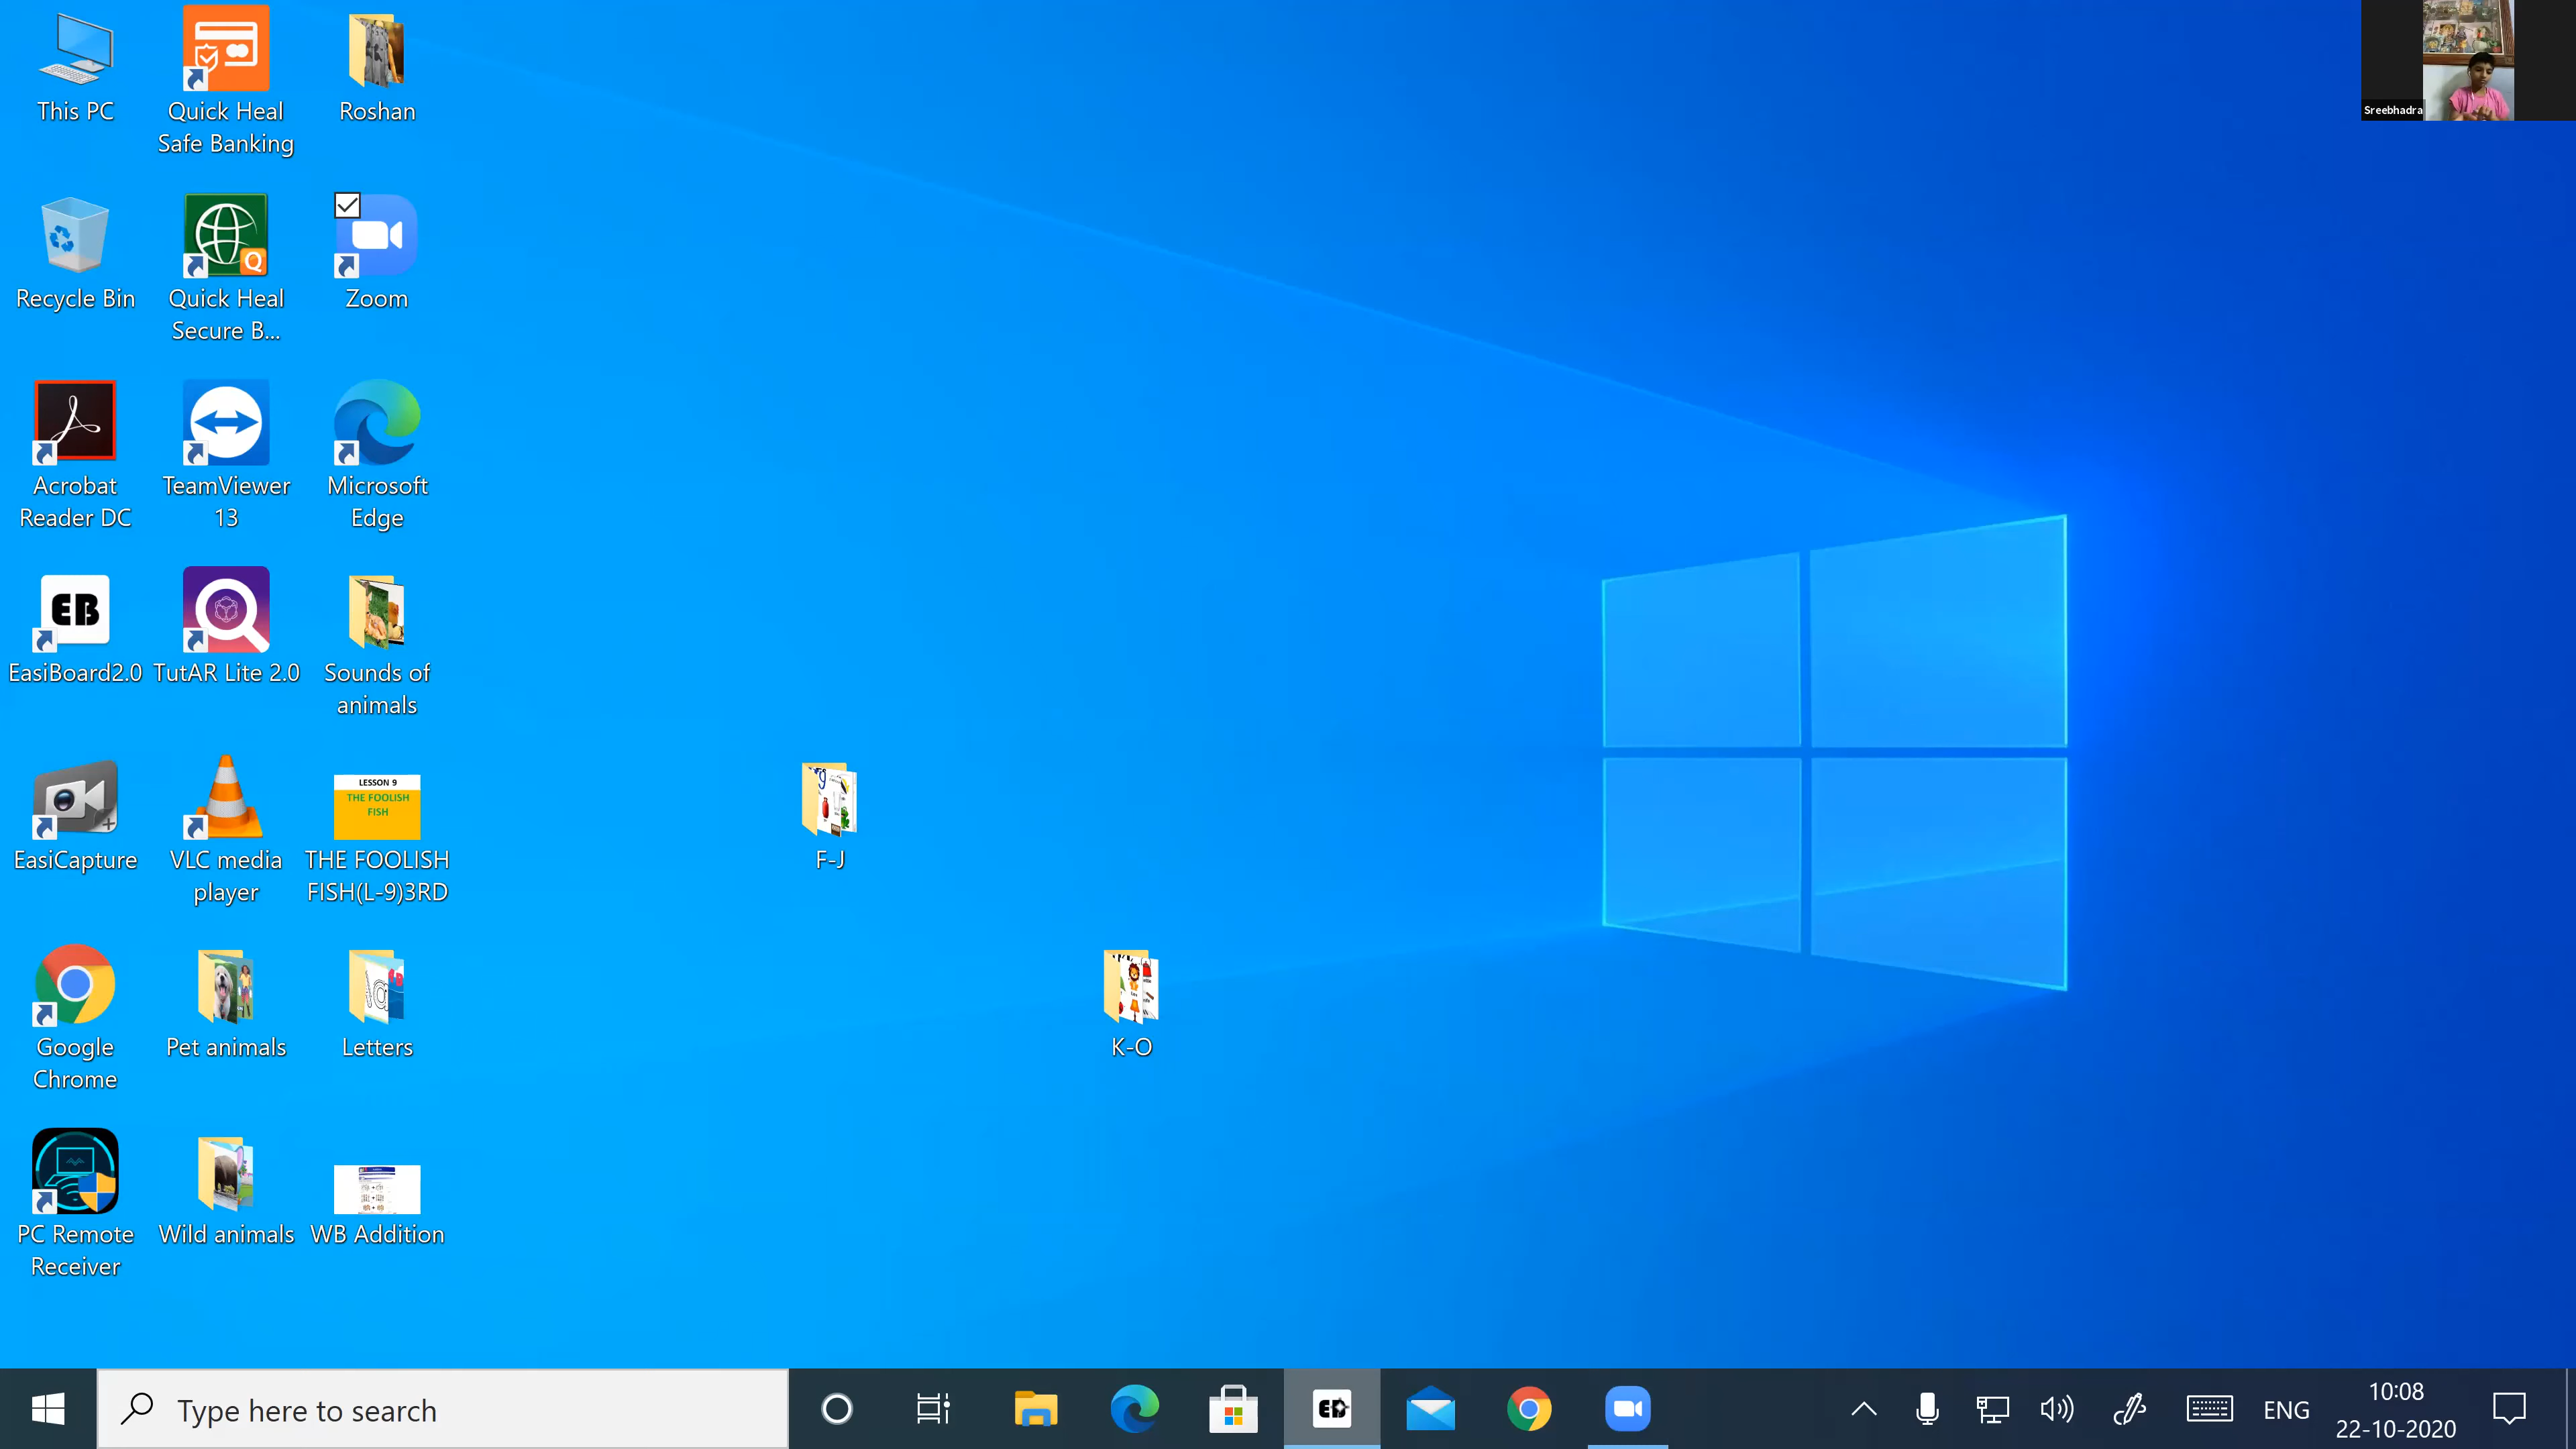 This PC
Quick Heal
Safe Banking
Roshan
Sreebhadra
Recycle Bin
Q
Quick Heal
Secure B...
Zoom
Acrobat
Reader DC
TeamViewer
13
Microsoft
Edge
EB
EasiBoard2.0
TutAR Lite 2.0
Sounds of
animals
EasiCapture
VLC media
player
LESSON 9
THE FOOLISH
FISH
THE FOOLISH
FISH(L-9)3RD
F-J
Google
Chrome
Pet animals
Letters
K-O
PC Remote
Receiver
Wild animals
WB Addition
Type here to search
EB
ENG
10:08
22-10-2020